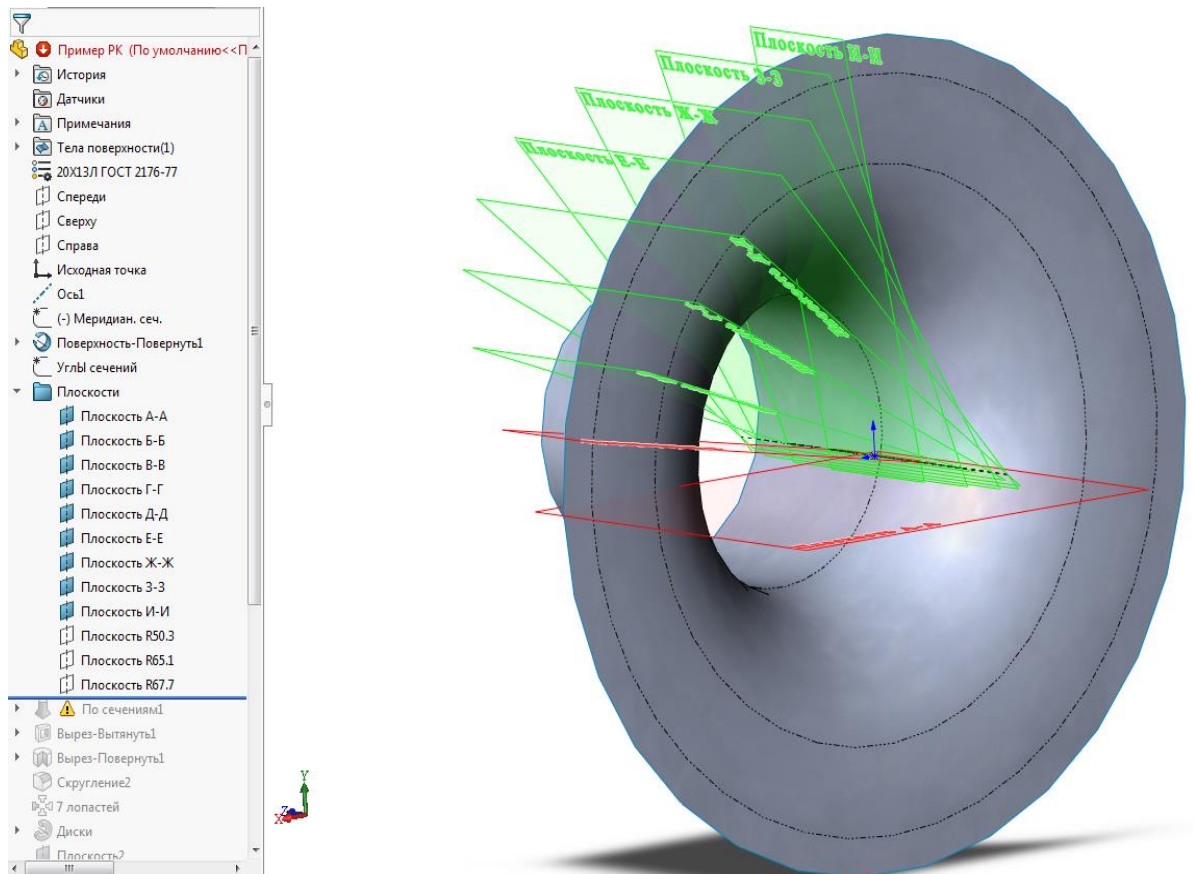 Пример РК (По умолчанию<<П
История
Датчики
Примечания
Тела поверхности(1)
20Х13Л ГОСТ 2176-77
Спереди
Сверху
Справа
Исходная точка
Ось1
(-) Меридиан. сеч.
Поверхность-Повернуть1
УглЫ сечений
Плоскости
Плоскость А-А
Плоскость Б-Б
Плоскость В-В
Плоскость Г-Г
Плоскость Д-Д
Плоскость Е-Е
Плоскость Ж-Ж
Плоскость З-З
Плоскость И-И
Плоскость R50.3
Плоскость R65.1
Плоскость R67.7
По сечениям1
Вырез-Вытянуть1
Вырез-Повернуть1
Скругление2
7 лопастей
Диски
Плоскость2
Плоскость И-И
Плоскость З-З
Плоскость Ж-Ж
Плоскость Е-Е
Y
Z
X